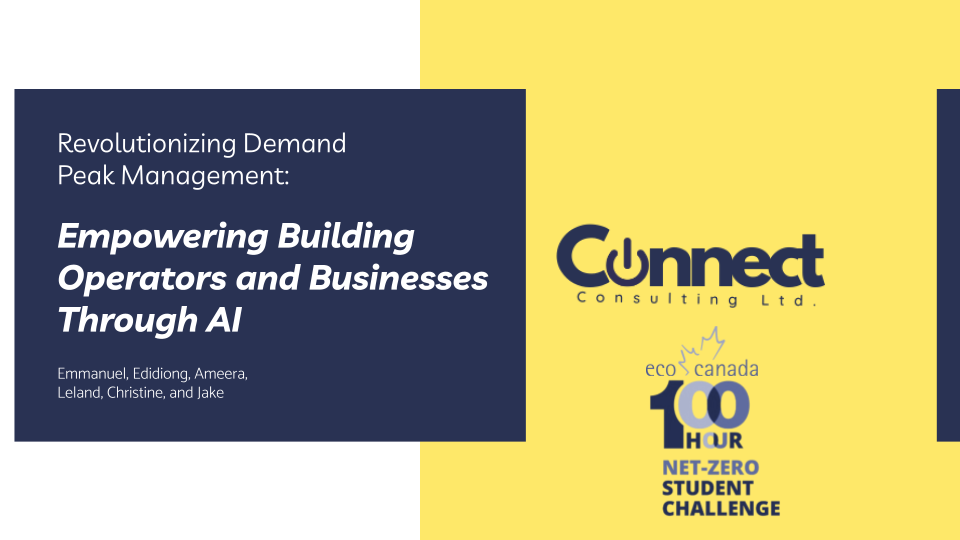 Revolutionizing Demand
Peak Management:
Empowering Building
Operators and Businesses
Through AI
Emmanuel, Edidiong, Ameera,
Leland, Christine, and Jake
Connect
Consulting Ltd.
eco canada
100
HOUR
NET-ZERO
STUDENT
CHALLENGE